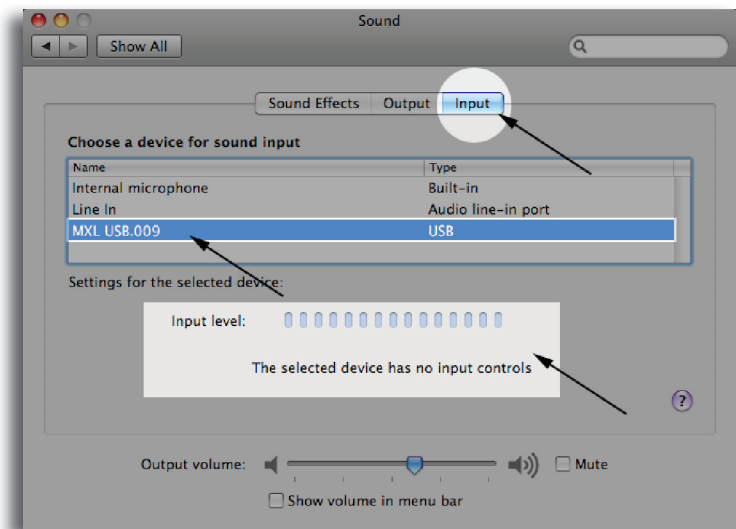 Sound
Show All
Sound Effects Output Input
Choose a device for sound input
Name Type
Internal microphone Built-in
Line In Audio line-in port
MXL USB.009 USB
Settings for the selected device:
Input level:
The selected device has no input controls
?
Output volume: Mute
Show volume in menu bar